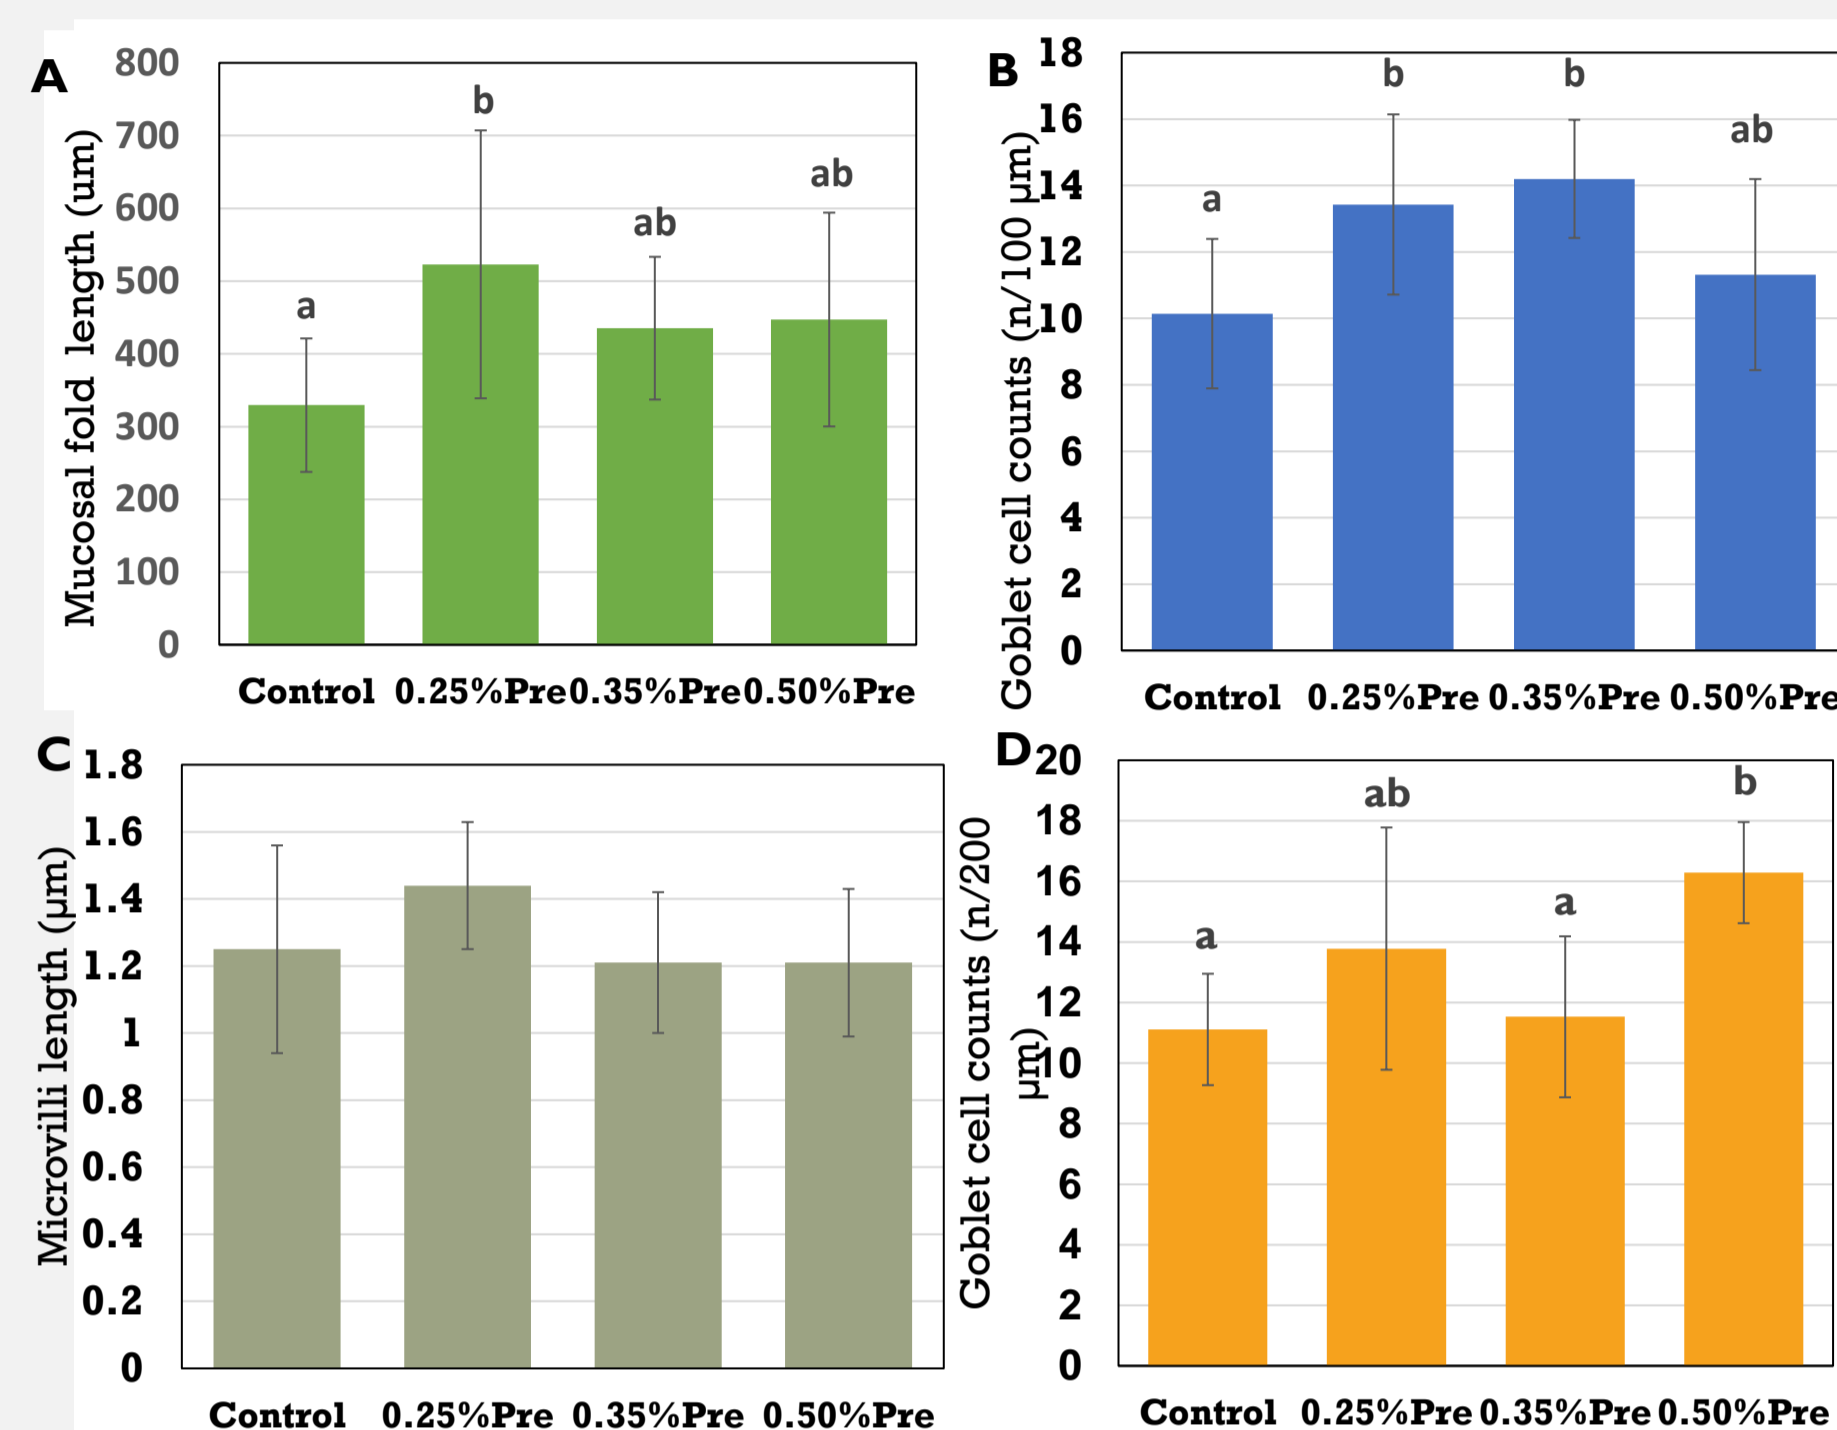 A
Mucosal fold length (um)
800
700
600
500
400
300
200
100
0
a
b
ab
ab
Control 0.25%Pre 0.35%Pre 0.50%Pre
B
Goblet cell counts (n/100 µm)
18
16
14
12
10
8
6
4
2
0
a
b
b
ab
Control 0.25%Pre 0.35%Pre 0.50%Pre
C
Microvilli length (µm)
1.8
1.6
1.4
1.2
1
0.8
0.6
0.4
0.2
0
Control 0.25%Pre 0.35%Pre 0.50%Pre
D
Goblet cell counts (n/200
µm)
20
18
16
14
12
10
8
6
4
2
0
a
ab
a
b
Control 0.25%Pre 0.35%Pre 0.50%Pre